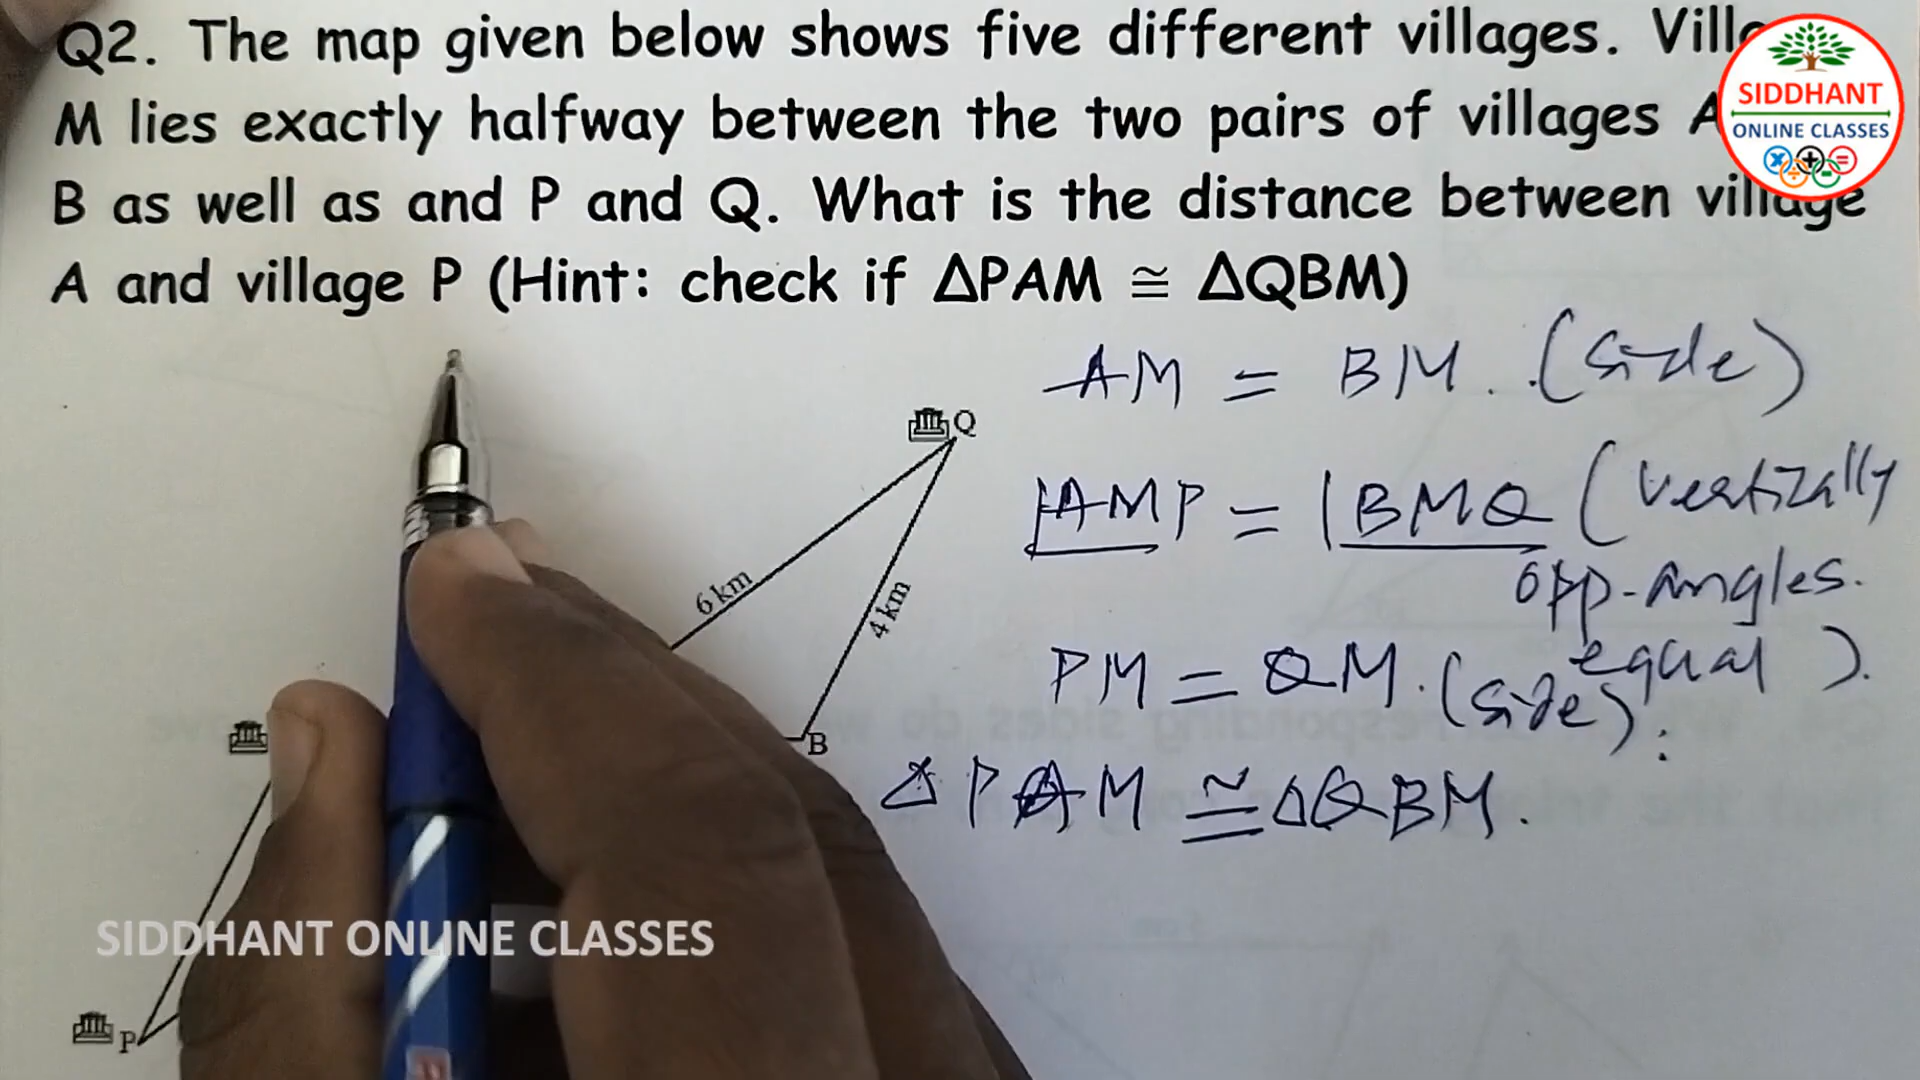 Q2. The map given below shows five different villages.
M lies exactly halfway between the two pairs of villages A
B as well as and P and Q. What is the distance between village
A and village P (Hint: check if ΔPAM ≅ ΔQBM)
SIDDHANT
ONLINE CLASSES
AM = BM. (side)
Q
∠AMP = ∠BMQ (vertically
opp-angles.
equal).
6 km
4 km
PM = QM. (side)
B
Δ PAM ≅ ΔQBM.
SIDDHANT ONLINE CLASSES
P